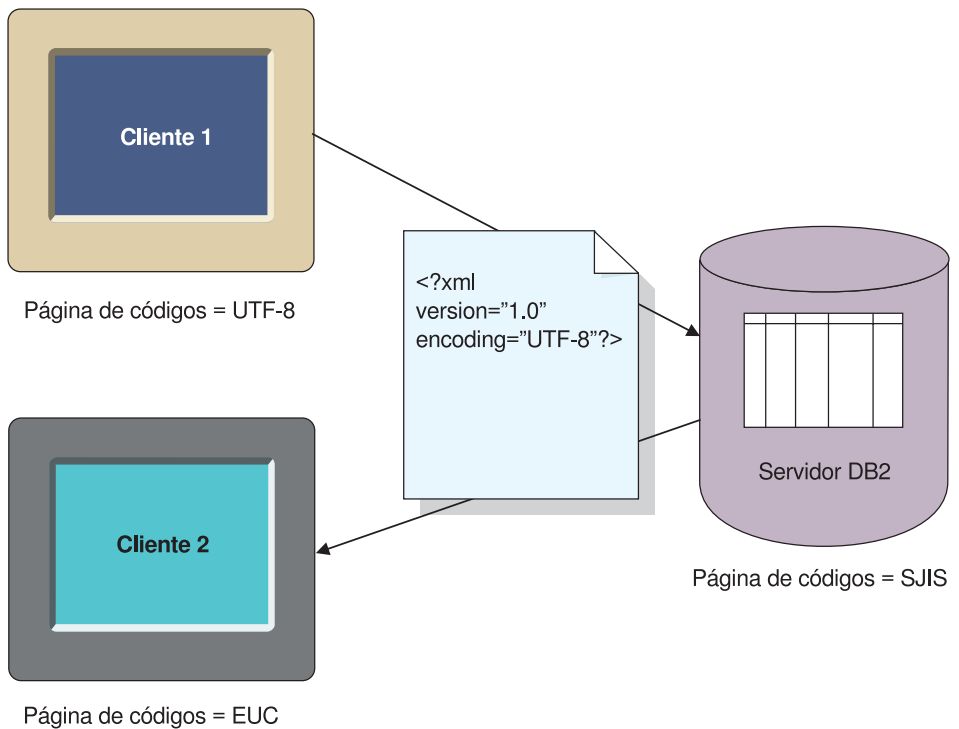 Cliente 1
Página de códigos = UTF-8
<?xml
version=”1.0”
encoding=”UTF-8”?>
Servidor DB2
Página de códigos = SJIS
Cliente 2
Página de códigos = EUC